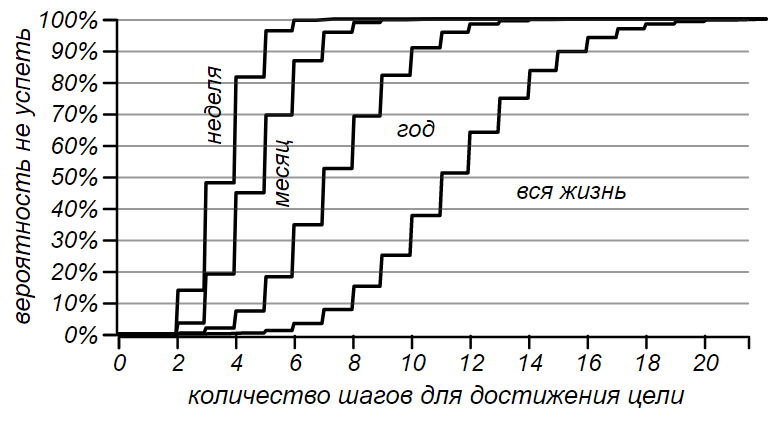 вероятность не успеть
100%
90%
80%
70%
60%
50%
40%
30%
20%
10%
0%
неделя
месяц
год
вся жизнь
0 2 4 6 8 10 12 14 16 18 20
количество шагов для достижения цели